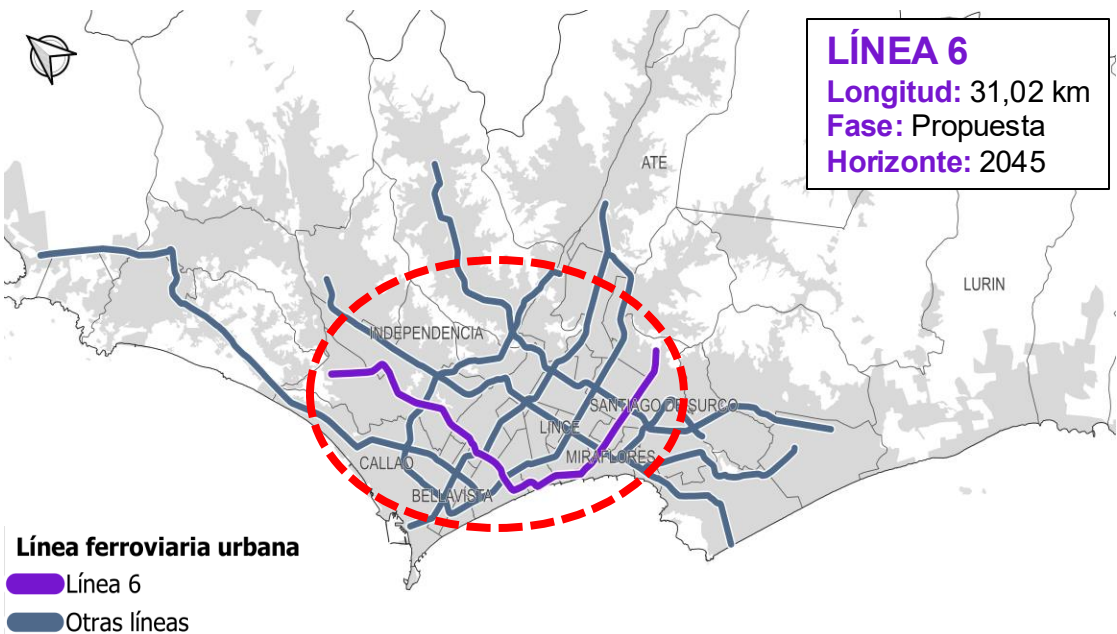 LÍNEA 6
Longitud: 31,02 km
Fase: Propuesta
Horizonte: 2045
ATE
LURIN
INDEPENDENCIA
SANTIAGO DE SURCO
LINCE
MIRAFLORES
CALLAO
BELLAVISTA
Línea ferroviaria urbana
Línea 6
Otras líneas